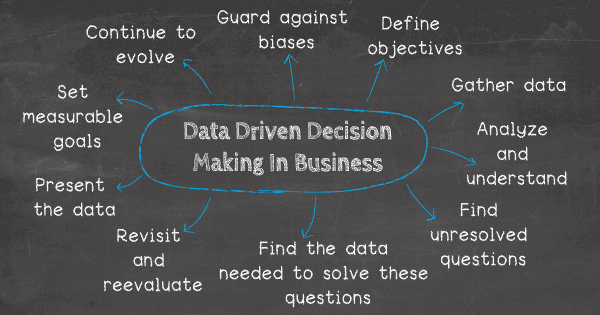 Data Driven Decision
Making In Business
Guard against
biases
Define
objectives
Gather data
Analyze
and
understand
Find
unresolved
questions
Find the data
needed to solve these
questions
Revisit
and
reevaluate
Present
the data
Set
measurable
goals
Continue to
evolve